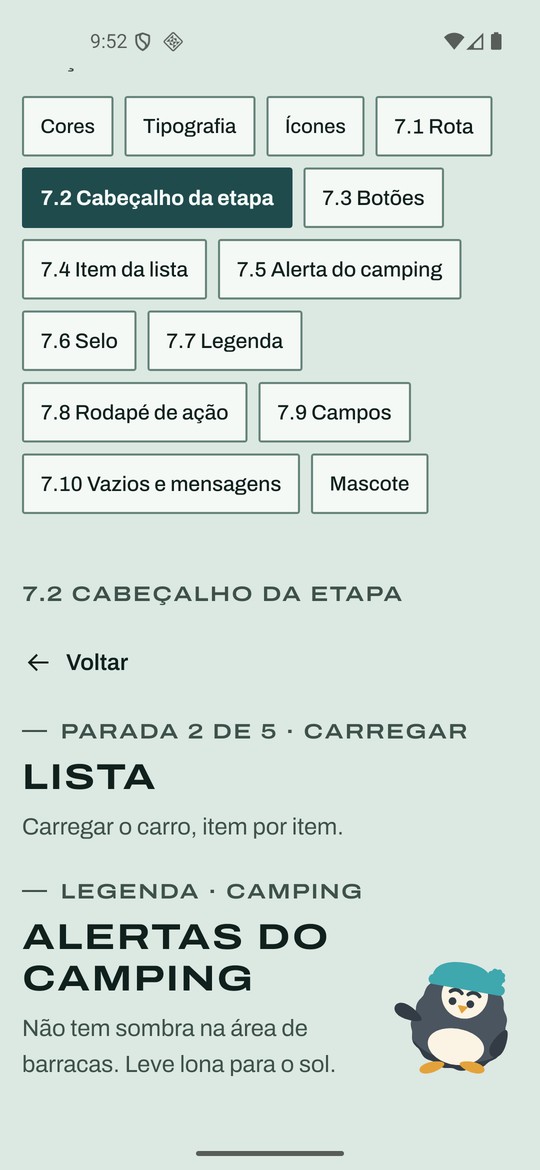 9:52
Cores
Tipografia
Ícones
7.1 Rota
7.2 Cabeçalho da etapa
7.3 Botões
7.4 Item da lista
7.5 Alerta do camping
7.6 Selo
7.7 Legenda
7.8 Rodapé de ação
7.9 Campos
7.10 Vazios e mensagens
Mascote
7.2 CABEÇALHO DA ETAPA
← Voltar
— PARADA 2 DE 5 · CARREGAR
LISTA
Carregar o carro, item por item.
— LEGENDA · CAMPING
ALERTAS DO
CAMPING
Não tem sombra na área de
barracas. Leve lona para o sol.